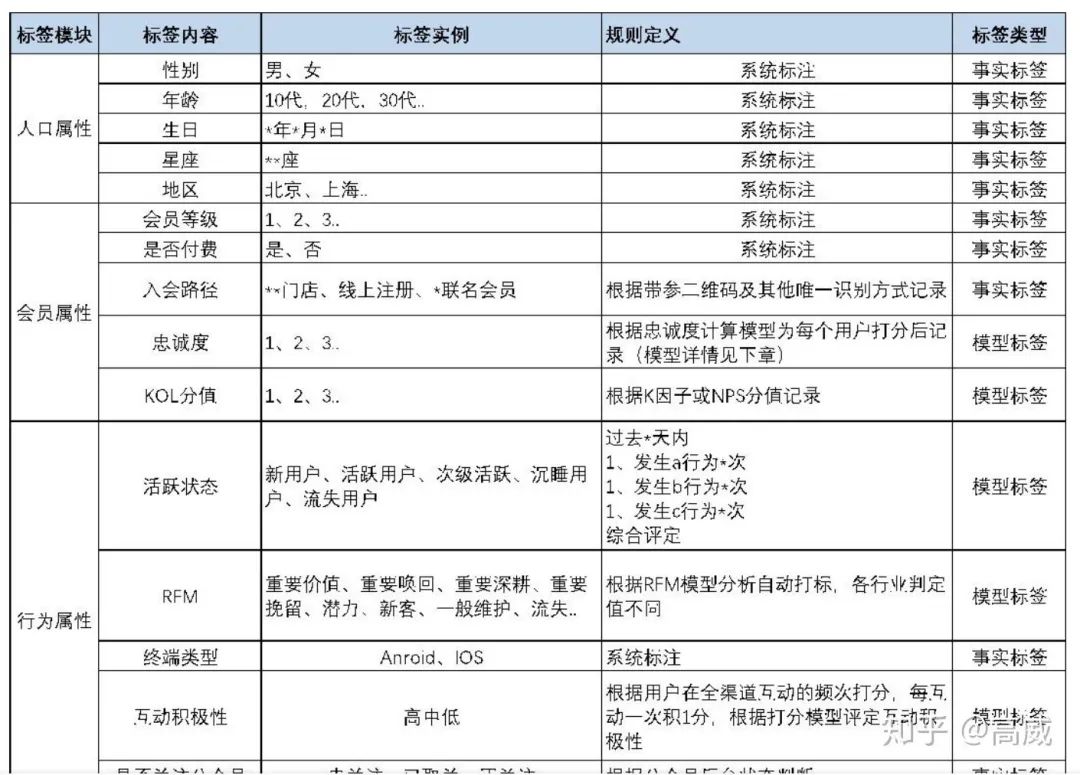 标签模块 标签内容 标签实例 规则定义 标签类型
人口属性
性别 男、女 系统标注 事实标签
年龄 10代，20代，30代.. 系统标注 事实标签
生日 *年*月*日 系统标注 事实标签
星座 **座 系统标注 事实标签
地区 北京、上海.. 系统标注 事实标签
会员属性
会员等级 1、2、3.. 系统标注 事实标签
是否付费 是、否 系统标注 事实标签
入会路径 **门店、线上注册、*联名会员 根据带参二维码及其他唯一识别方式记录 事实标签
忠诚度 1、2、3.. 根据忠诚度计算模型为每个用户打分后记
录（模型详情见下章） 模型标签
KOL分值 1、2、3.. 根据K因子或NPS分值记录 模型标签
行为属性
活跃状态
新用户、活跃用户、次级活跃、沉睡用
户、流失用户
过去*天内
1、发生a行为*次
1、发生b行为*次
1、发生c行为*次
综合评定
模型标签
RFM
重要价值、重要唤回、重要深耕、重要
挽留、潜力、新客、一般维护、流失..
根据RFM模型分析自动打标，各行业判定
值不同
模型标签
终端类型 Anroid、IOS 系统标注 事实标签
互动积极性 高中低
根据用户在全渠道互动的频次打分，每互
动一次积1分，根据打分模型评定互动积
极性
模型标签
知乎 @高威